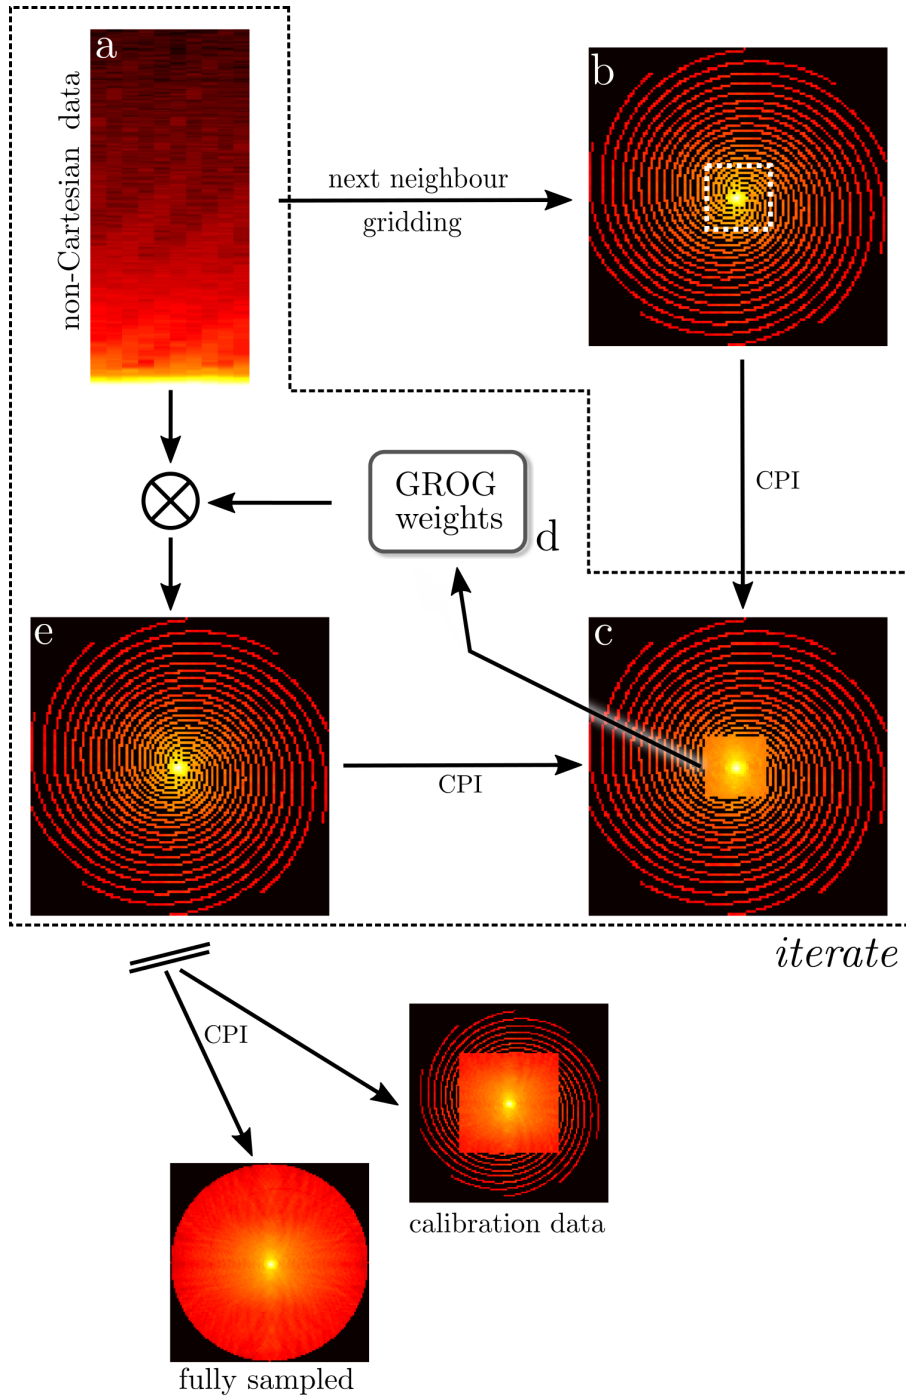 a
non-Cartesian data
b
next neighbour
gridding
CPI
GROG
weights
d
e
c
CPI
iterate
CPI
calibration data
fully sampled